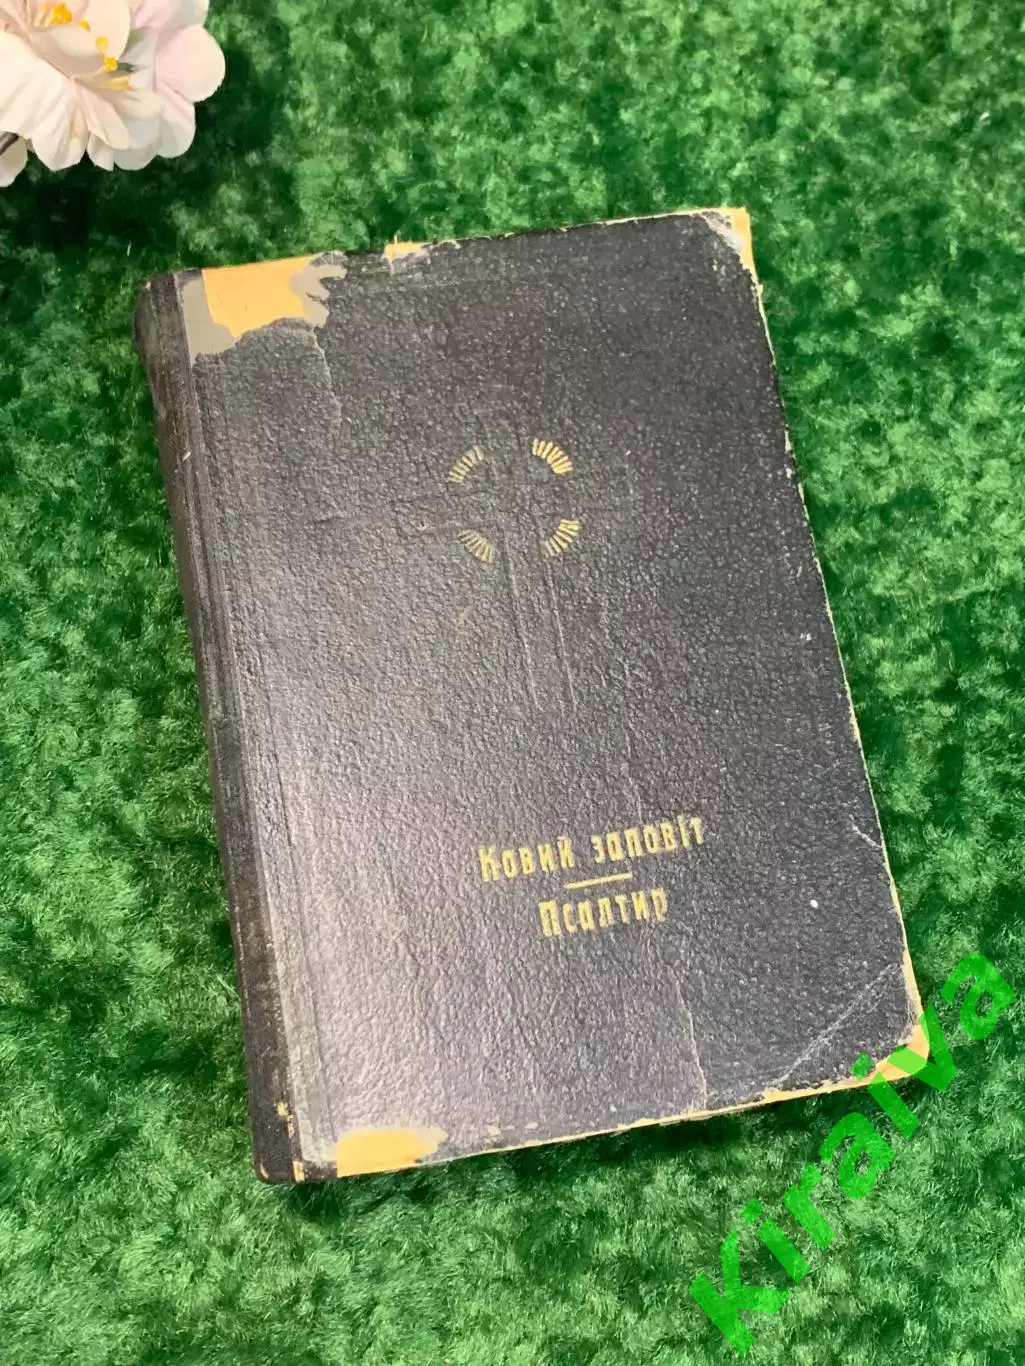 Новий заповіт
Псалтир
Kiraiva